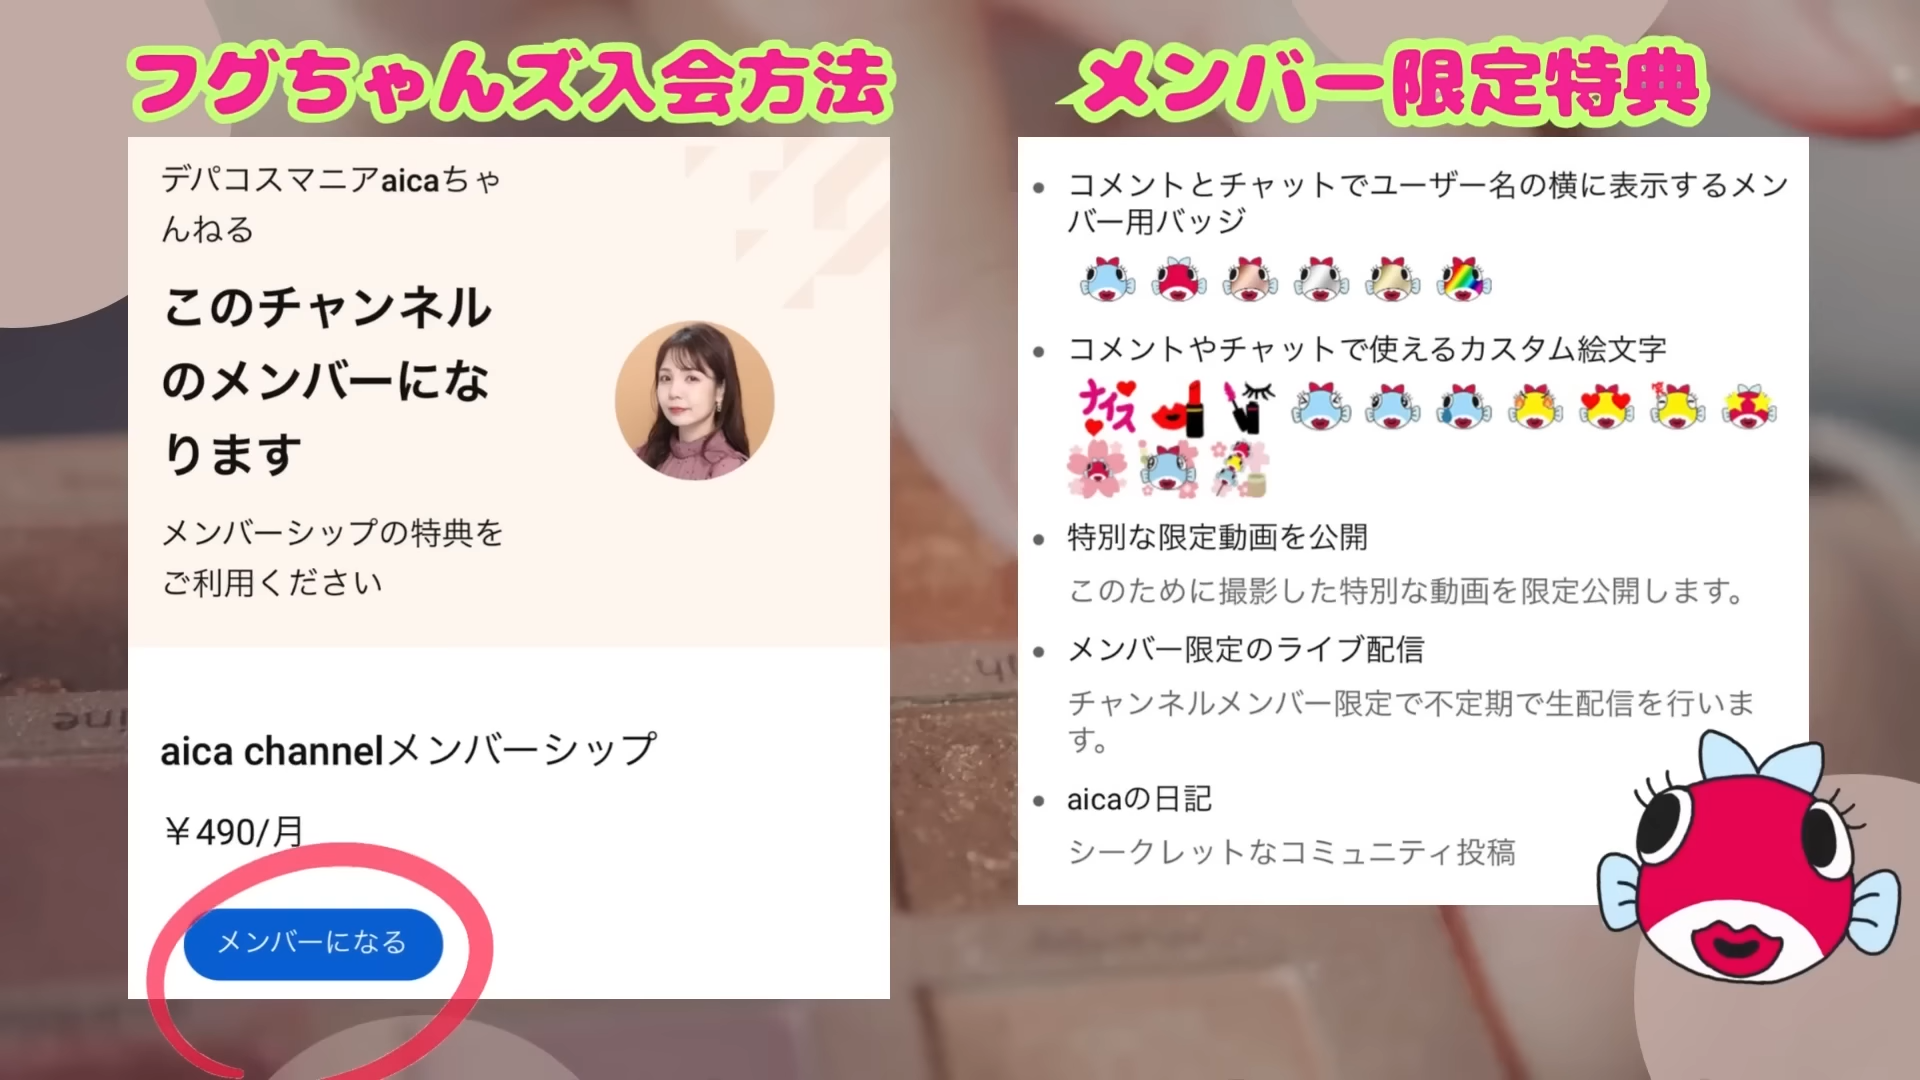 フグちゃんズ入会方法
デパコスマニアaicaちゃ
んねる
このチャンネル
のメンバーにな
ります
メンバーシップの特典を
ご利用ください
aica channelメンバーシップ
￥490/月
メンバーになる
メンバー限定特典
コメントとチャットでユーザー名の横に表示するメン
バー用バッジ
コメントやチャットで使えるカスタム絵文字
ナイス
特別な限定動画を公開
このために撮影した特別な動画を限定公開します。
メンバー限定のライブ配信
チャンネルメンバー限定で不定期で生配信を行いま
す。
aicaの日記
シークレットなコミュニティ投稿